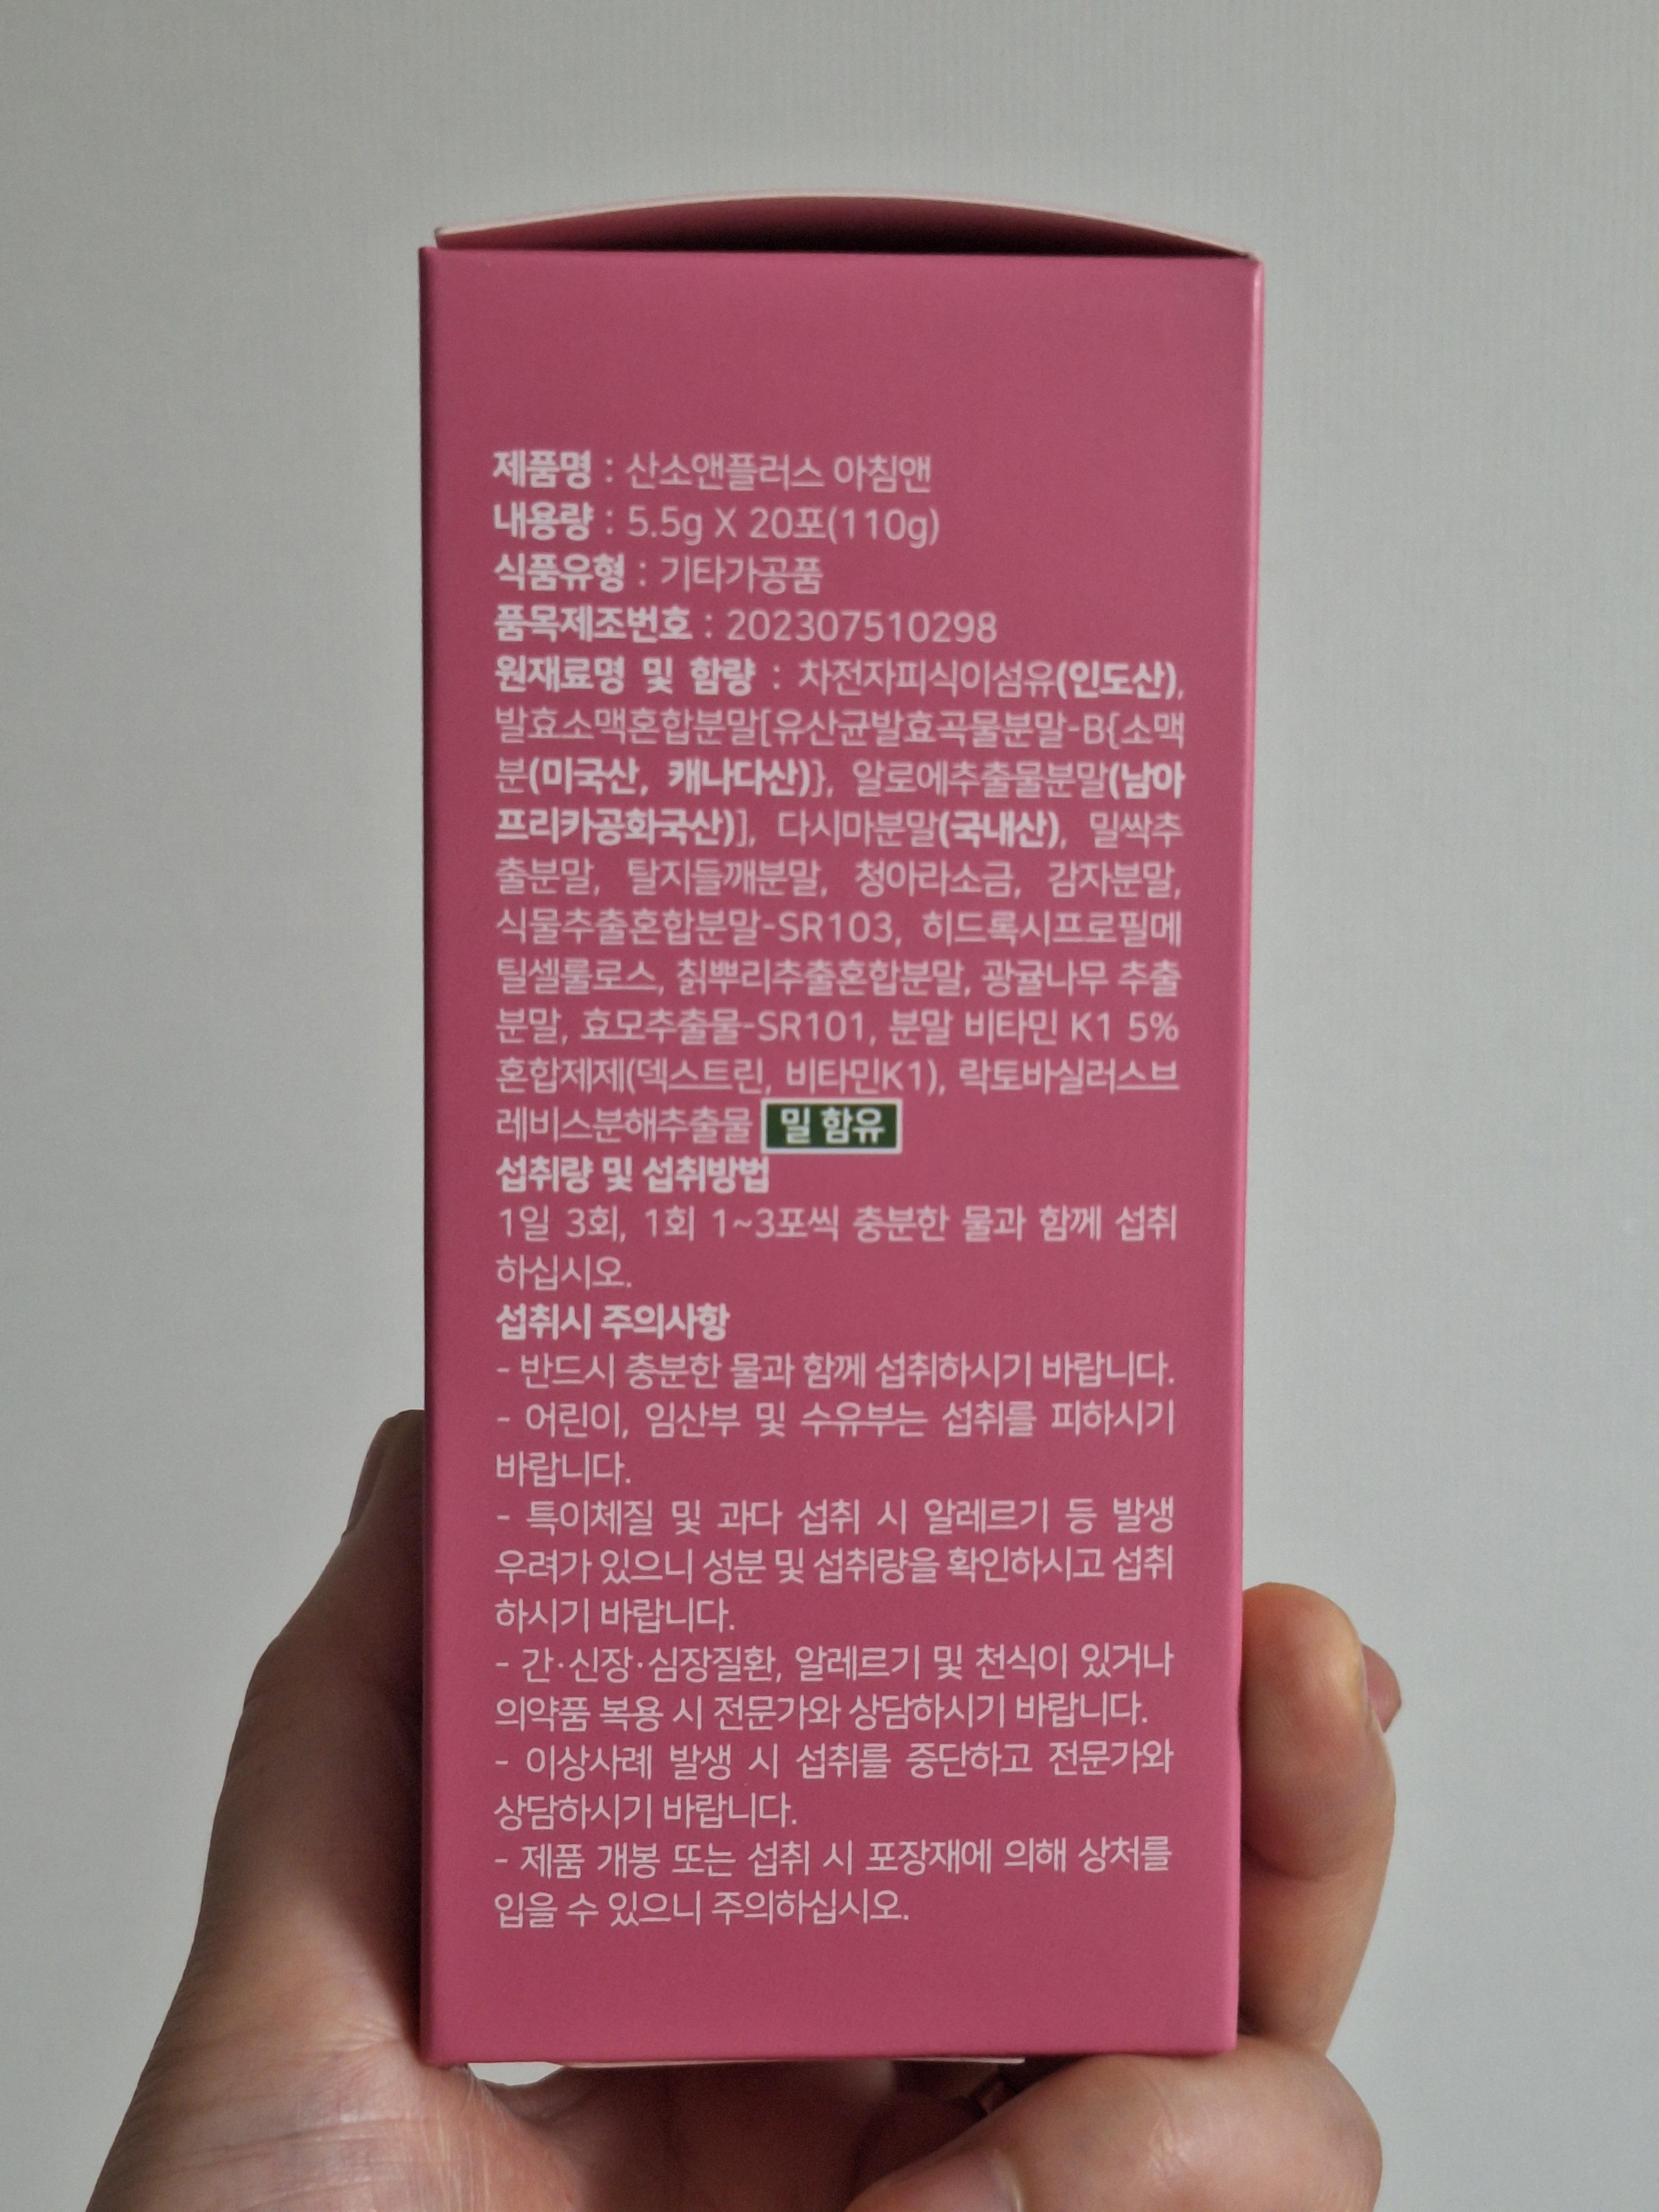 제품명 : 산소앤플러스 아침앤
내용량 : 5.5g X 20포(110g)
식품유형 : 기타가공품
품목제조번호 : 202307510298
원재료명 및 함량 : 차전자피식이섬유(인도산),
발효소맥혼합분말[유산균발효곡물분말-B{소맥
분(미국산, 캐나다산)}, 알로에추출물분말(남아
프리카공화국산)], 다시마분말(국내산), 밀싹추
출분말, 탈지들깨분말, 청아라소금, 감자분말,
식물추출혼합분말-SR103, 히드록시프로필메
틸셀룰로스, 칡뿌리추출혼합분말, 광귤나무 추출
분말, 효모추출물-SR101, 분말 비타민 K1 5%
혼합제제(덱스트린, 비타민K1), 락토바실러스브
레비스분해추출물 밀 함유
섭취량 및 섭취방법
1일 3회, 1회 1~3포씩 충분한 물과 함께 섭취
하십시오.
섭취시 주의사항
- 반드시 충분한 물과 함께 섭취하시기 바랍니다.
- 어린이, 임산부 및 수유부는 섭취를 피하시기
바랍니다.
- 특이체질 및 과다 섭취 시 알레르기 등 발생
우려가 있으니 성분 및 섭취량을 확인하시고 섭취
하시기 바랍니다.
- 간·신장·심장질환, 알레르기 및 천식이 있거나
의약품 복용 시 전문가와 상담하시기 바랍니다.
- 이상사례 발생 시 섭취를 중단하고 전문가와
상담하시기 바랍니다.
- 제품 개봉 또는 섭취 시 포장재에 의해 상처를
입을 수 있으니 주의하십시오.